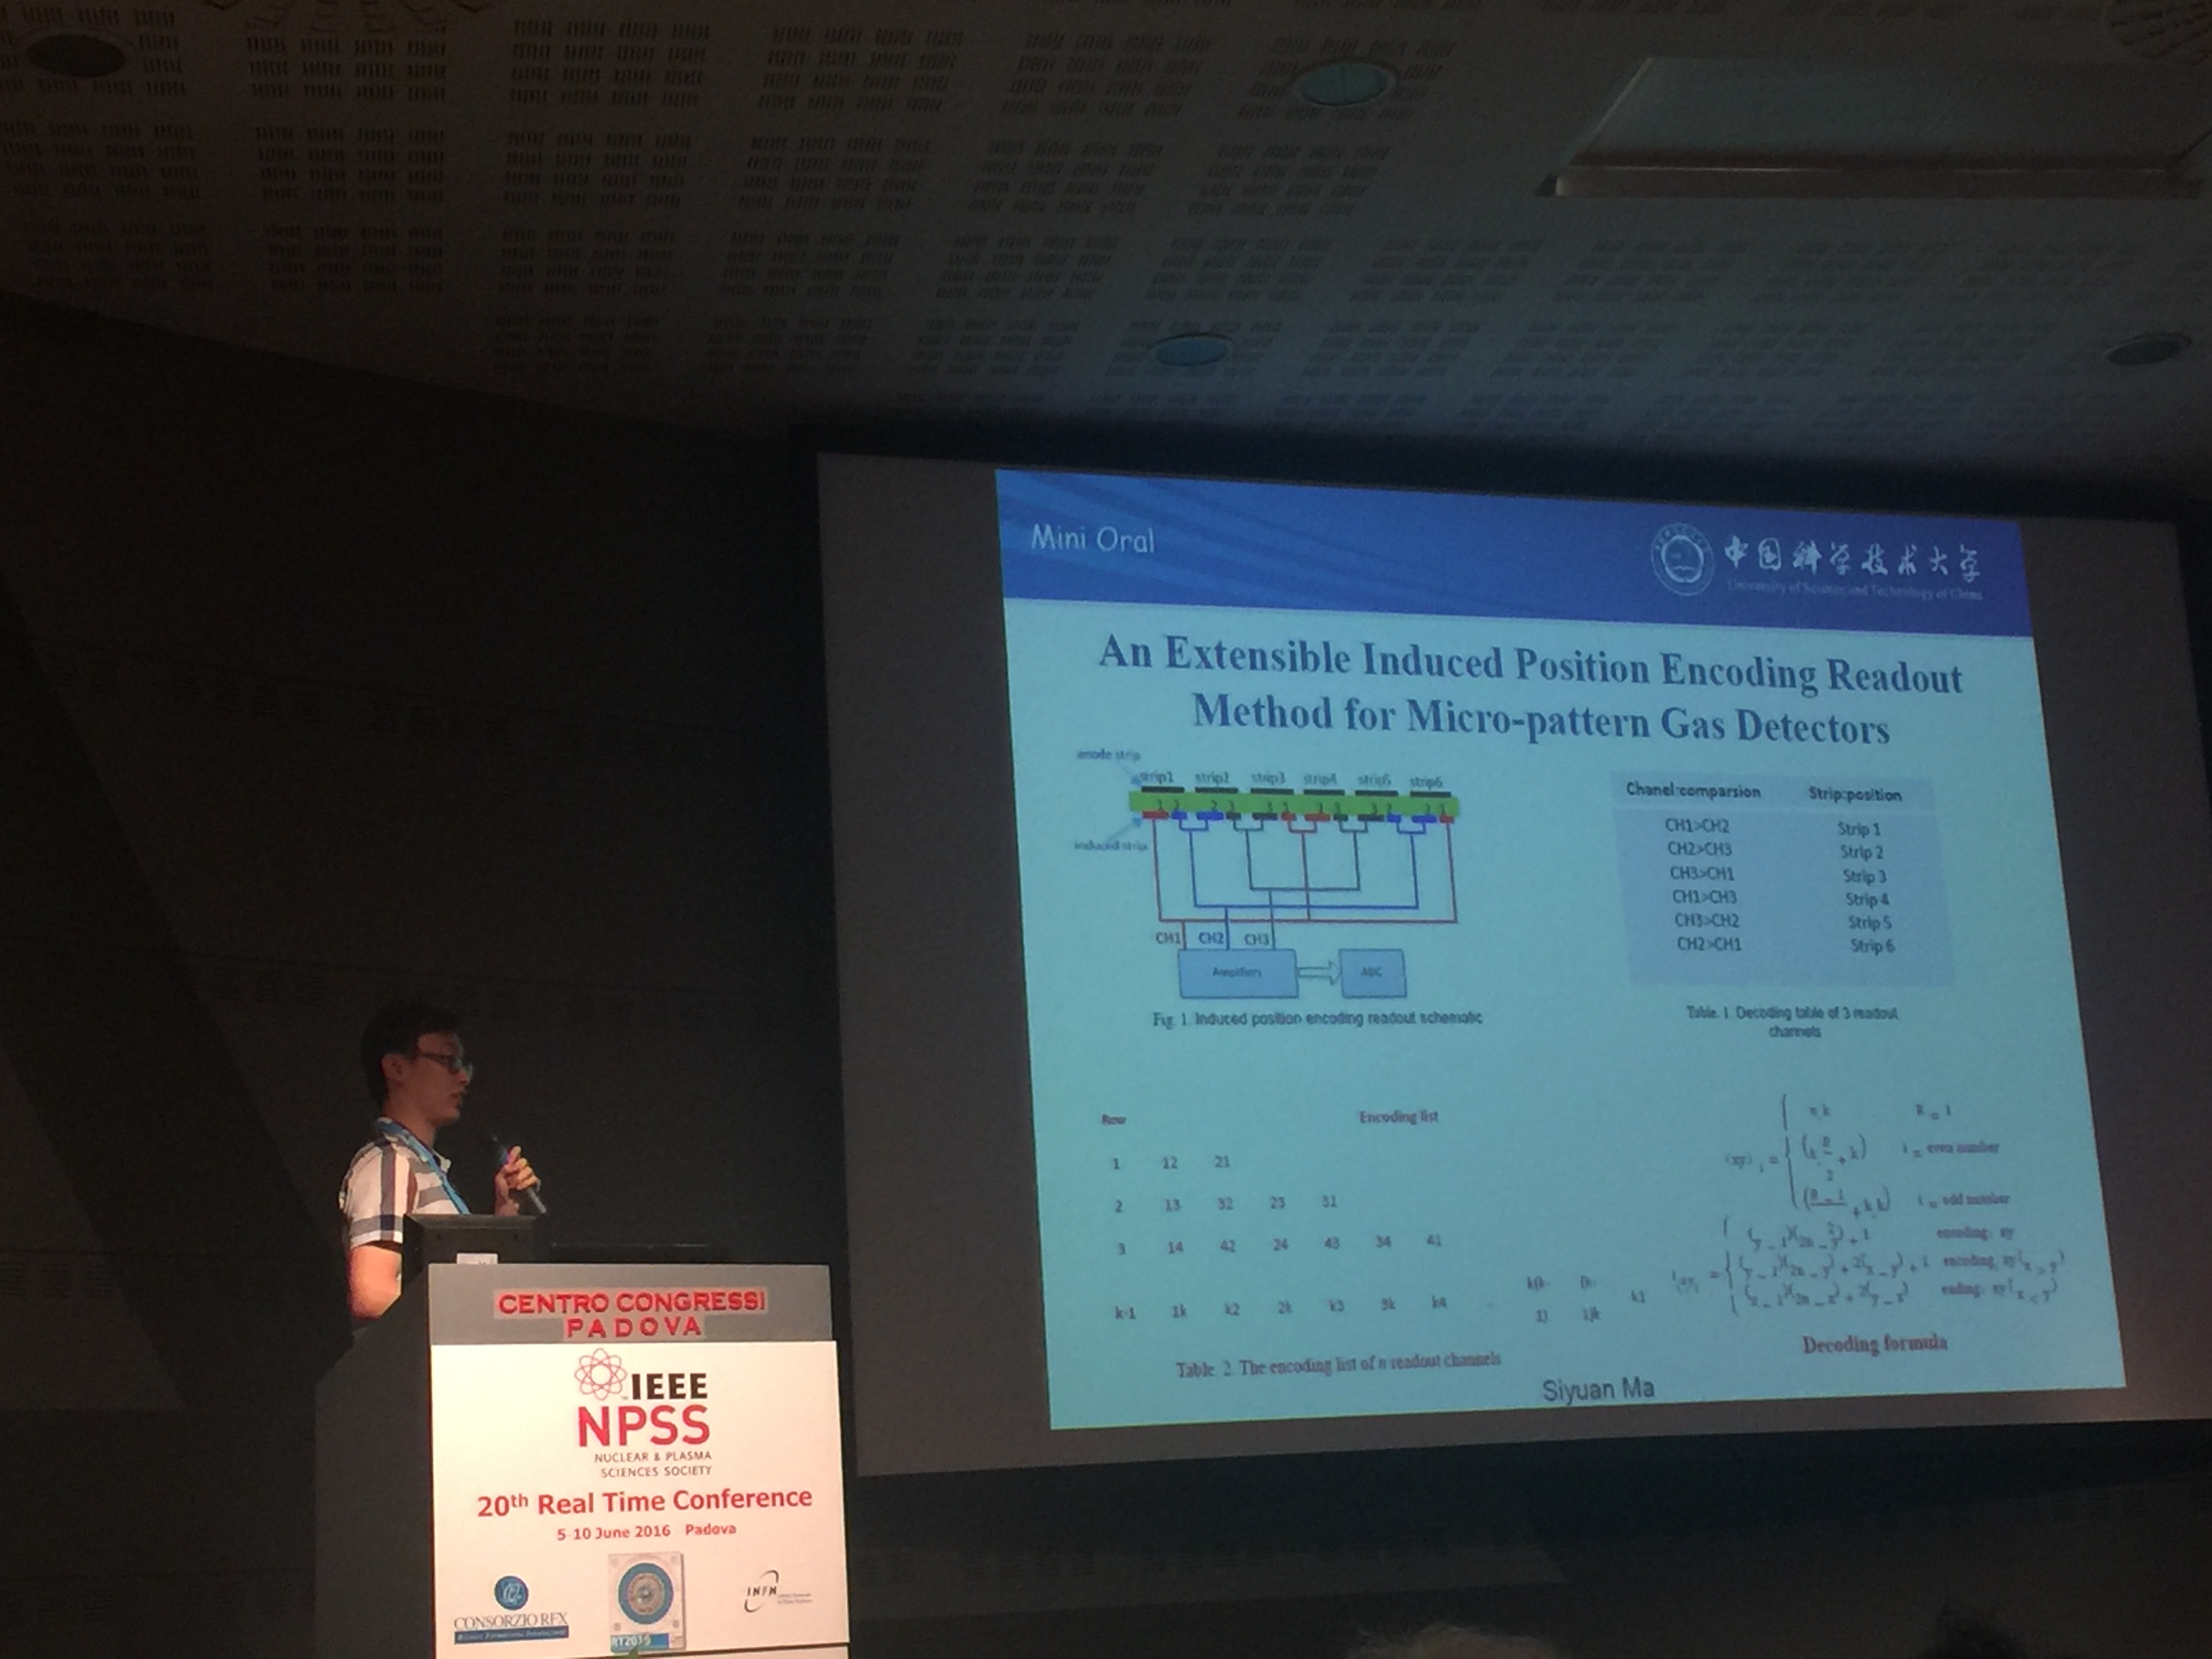 Mini Oral
中国科学技术大学
University of Science and Technology of China
An Extensible Induced Position Encoding Readout
Method for Micro-pattern Gas Detectors
anode strip
strip1 strip2 strip3 strip4 strip5 strip6
induced strip
CH1 CH2 CH3
Amplifiers ADC
Fig. 1. Induced position encoding readout schematic
Chanel:comparsion Strip:position
CH1>CH2 Strip 1
CH2>CH3 Strip 2
CH3>CH1 Strip 3
CH1>CH3 Strip 4
CH3>CH2 Strip 5
CH2>CH1 Strip 6
Table. 1. Decoding table of 3 readout
channels
Row Encoding list
1 12 21
2 13 32 23 31
3 14 42 24 43 34 41
k-1 1k k2 2k k3 3k k4
k1
i = even number
i = odd number
Decoding formula
Table. 2. The encoding list of n readout channels
Siyuan Ma
CENTRO CONGRESSI
PADOVA
IEEE
NPSS
NUCLEAR & PLASMA
SCIENCES SOCIETY
20th Real Time Conference
5-10 June 2016 Padova
CONSORZIO RFX
INFN
RT2016